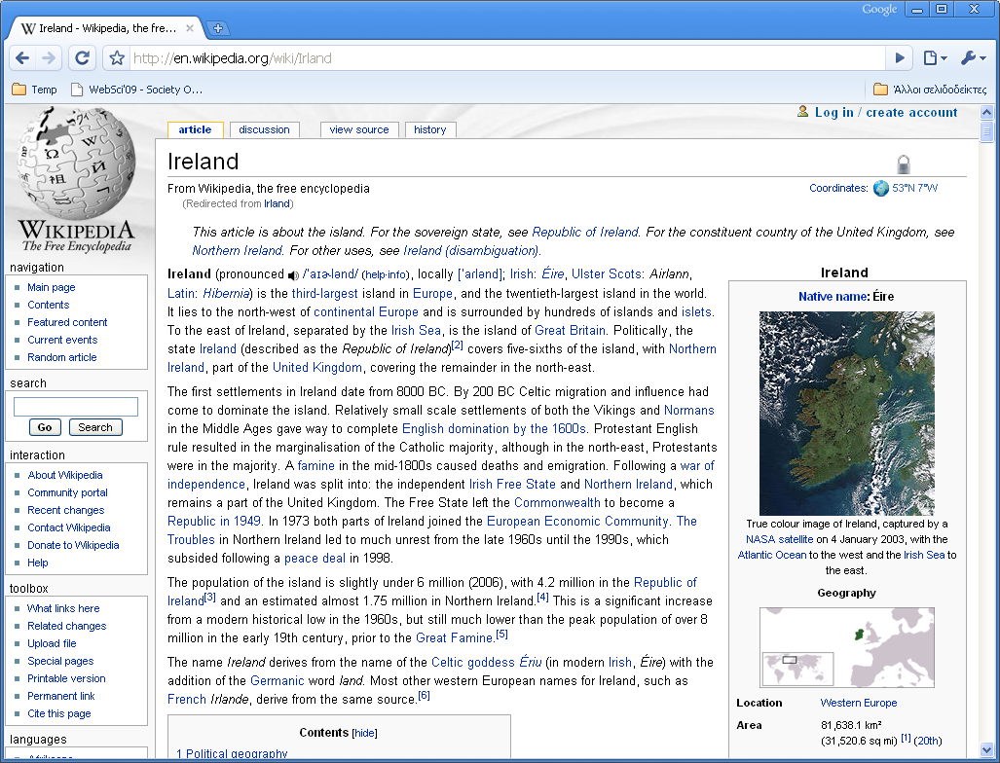 Google
Ireland - Wikipedia, the fre...
http://en.wikipedia.org/wiki/Irland
Temp
WebSci'09 - Society O...
Άλλοι σελιδοδείκτες
Log in / create account
article
discussion
view source
history
WIKIPEDIA
The Free Encyclopedia
navigation
Main page
Contents
Featured content
Current events
Random article
search
Go
Search
interaction
About Wikipedia
Community portal
Recent changes
Contact Wikipedia
Donate to Wikipedia
Help
toolbox
What links here
Related changes
Upload file
Special pages
Printable version
Permanent link
Cite this page
languages
Ireland
From Wikipedia, the free encyclopedia
(Redirected from Irland)
Coordinates: 53°N 7°W
This article is about the island. For the sovereign state, see Republic of Ireland. For the constituent country of the United Kingdom, see
Northern Ireland. For other uses, see Ireland (disambiguation).
Ireland (pronounced /ˈaɪɚlənd/ (help·info), locally [ˈaɾlənd]; Irish: Éire, Ulster Scots: Airlann,
Latin: Hibernia) is the third-largest island in Europe, and the twentieth-largest island in the world.
It lies to the north-west of continental Europe and is surrounded by hundreds of islands and islets.
To the east of Ireland, separated by the Irish Sea, is the island of Great Britain. Politically, the
state Ireland (described as the Republic of Ireland)[2] covers five-sixths of the island, with Northern
Ireland, part of the United Kingdom, covering the remainder in the north-east.
The first settlements in Ireland date from 8000 BC. By 200 BC Celtic migration and influence had
come to dominate the island. Relatively small scale settlements of both the Vikings and Normans
in the Middle Ages gave way to complete English domination by the 1600s. Protestant English
rule resulted in the marginalisation of the Catholic majority, although in the north-east, Protestants
were in the majority. A famine in the mid-1800s caused deaths and emigration. Following a war of
independence, Ireland was split into: the independent Irish Free State and Northern Ireland, which
remains a part of the United Kingdom. The Free State left the Commonwealth to become a
Republic in 1949. In 1973 both parts of Ireland joined the European Economic Community. The
Troubles in Northern Ireland led to much unrest from the late 1960s until the 1990s, which
subsided following a peace deal in 1998.
The population of the island is slightly under 6 million (2006), with 4.2 million in the Republic of
Ireland[3] and an estimated almost 1.75 million in Northern Ireland.[4] This is a significant increase
from a modern historical low in the 1960s, but still much lower than the peak population of over 8
million in the early 19th century, prior to the Great Famine.[5]
The name Ireland derives from the name of the Celtic goddess Ériu (in modern Irish, Éire) with the
addition of the Germanic word land. Most other western European names for Ireland, such as
French Irlande, derive from the same source.[6]
Contents [hide]
1 Political geography
Ireland
Native name: Éire
True colour image of Ireland, captured by a
NASA satellite on 4 January 2003, with the
Atlantic Ocean to the west and the Irish Sea to
the east.
Geography
Location Western Europe
Area 81,638.1 km²
(31,520.6 sq mi) [1] (20th)